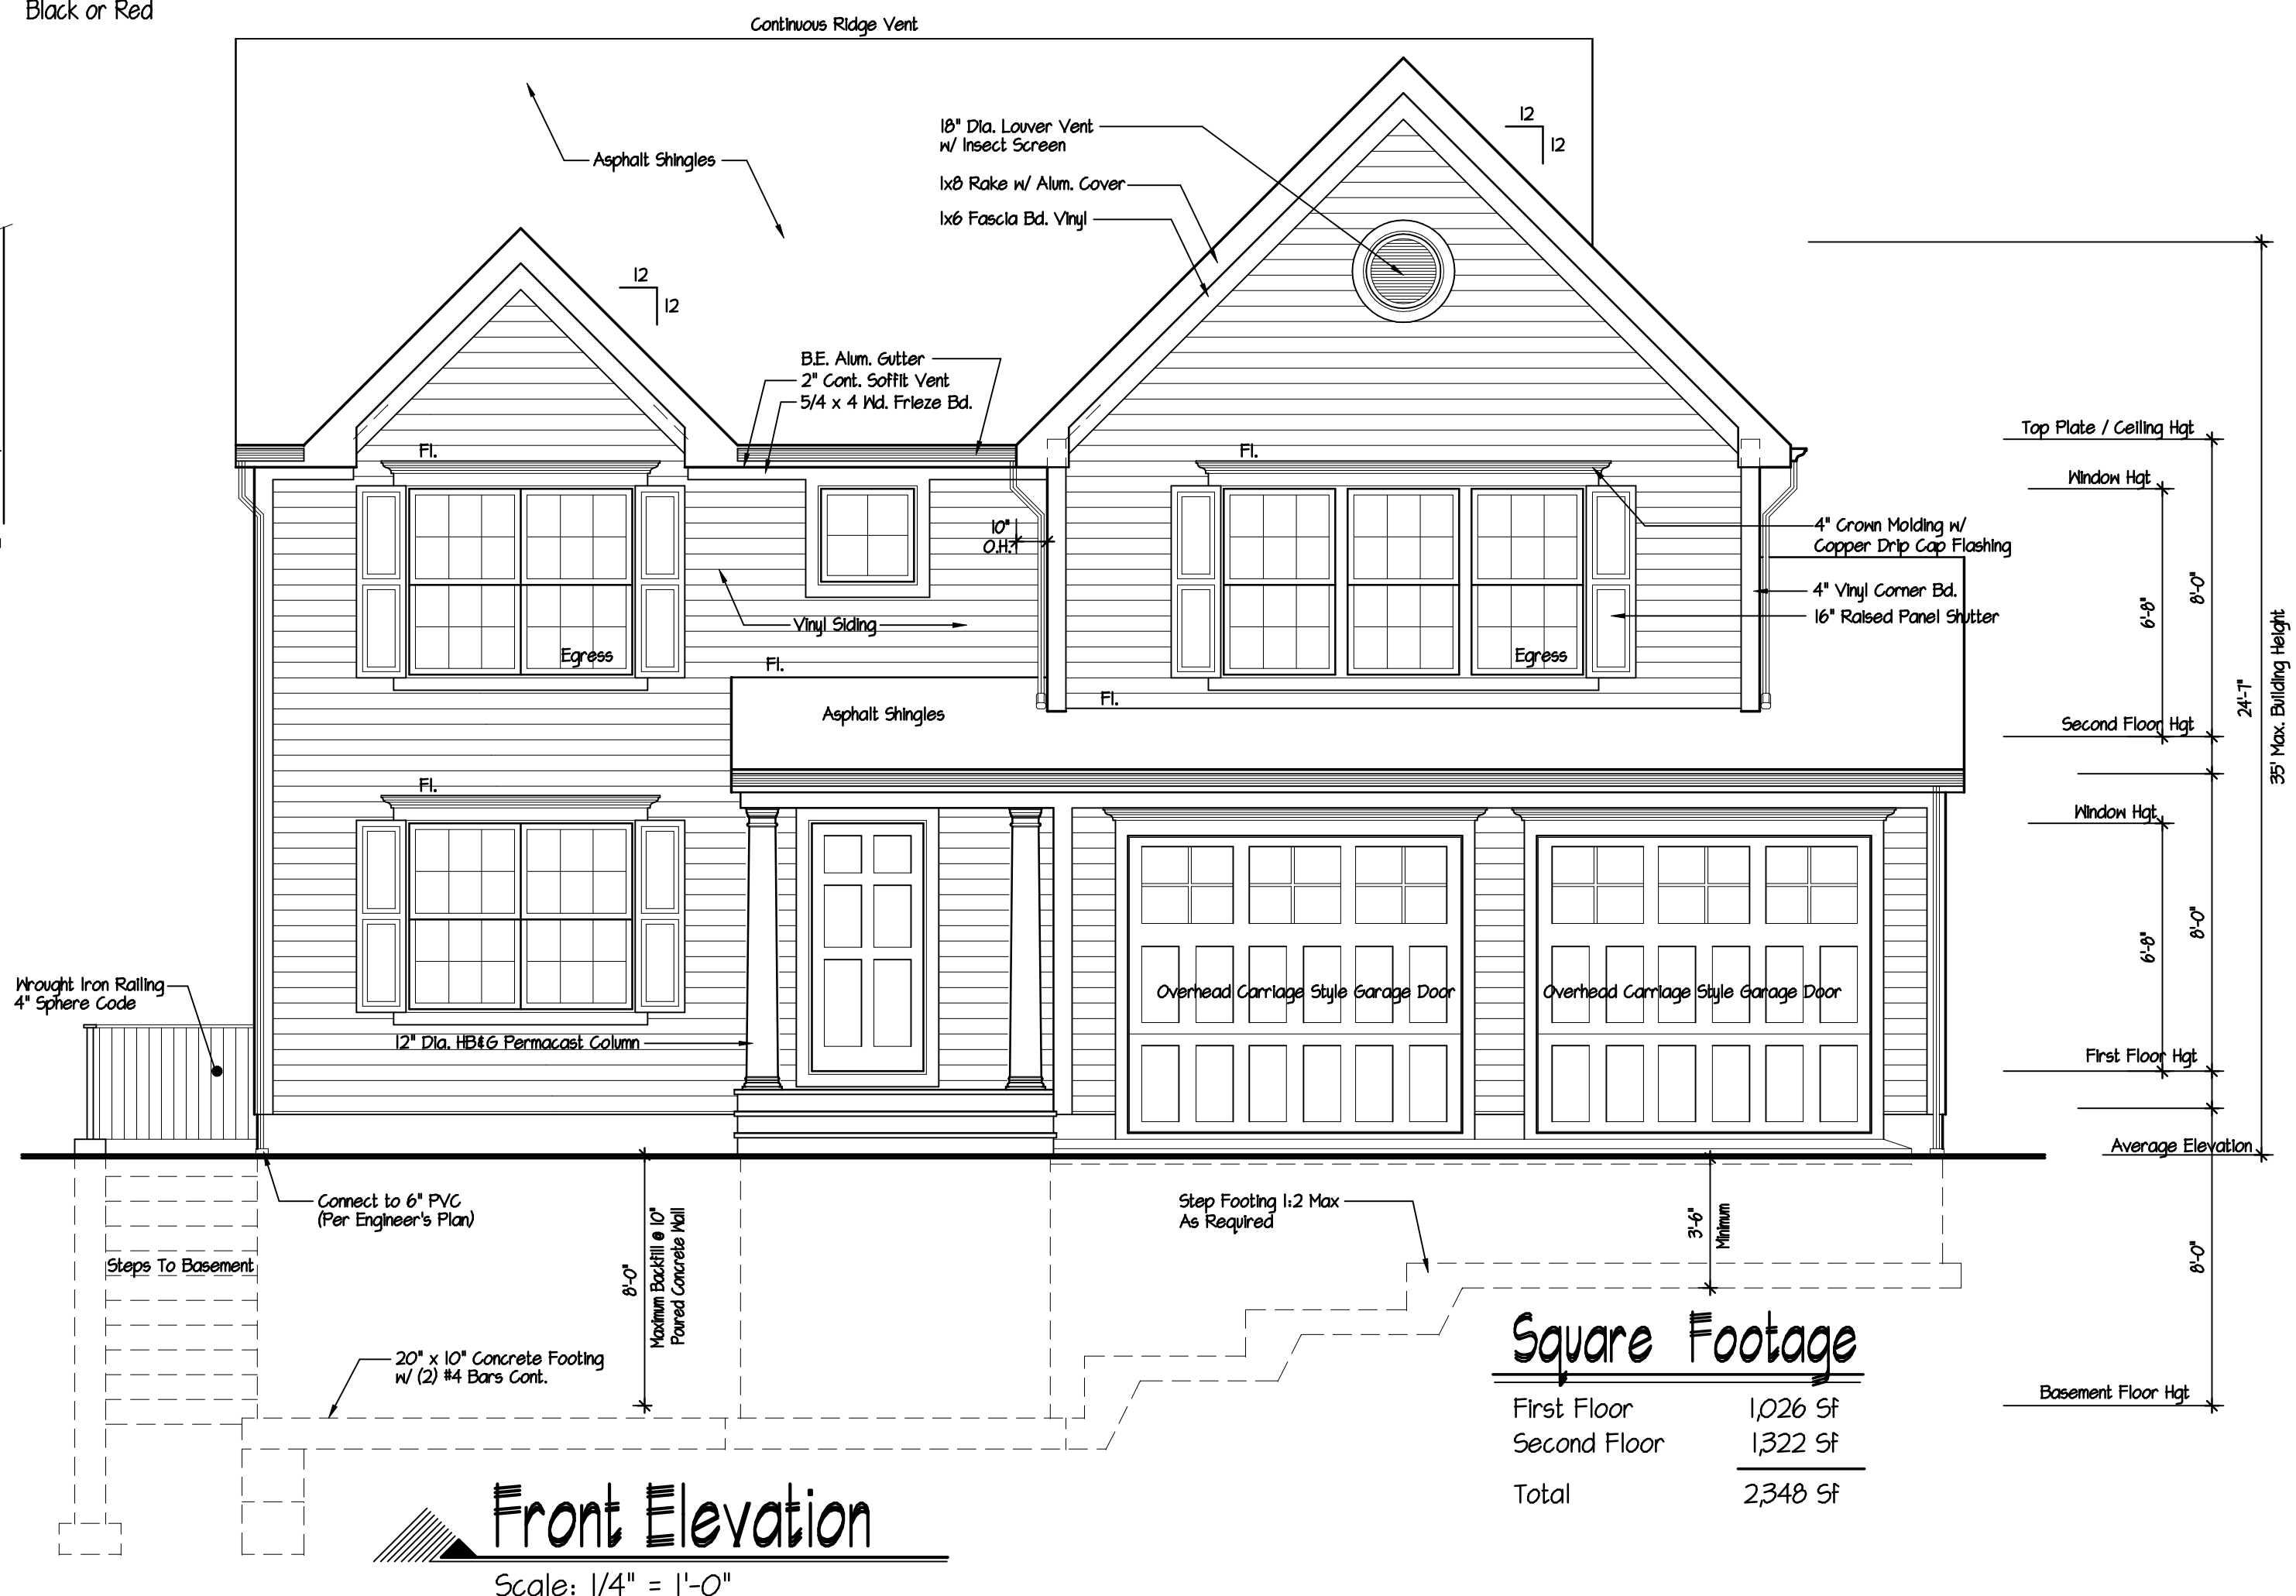 Black or Red
Continuous Ridge Vent
Asphalt Shingles
18" Dia. Louver Vent
w/ Insect Screen
1x8 Rake w/ Alum. Cover
1x6 Fascia Bd. Vinyl
12
12
12
12
B.E. Alum. Gutter
2" Cont. Soffit Vent
5/4 x 4 Wd. Frieze Bd.
Fl.
Fl.
Top Plate / Ceiling Hgt
Window Hgt
10"
O.H.
4" Crown Molding w/
Copper Drip Cap Flashing
4" Vinyl Corner Bd.
16" Raised Panel Shutter
8'-0"
6'-8"
Vinyl Siding
Egress
Egress
Fl.
Fl.
Asphalt Shingles
Second Floor Hgt
24'-7"
35' Max. Building Height
Fl.
Window Hgt
8'-0"
6'-8"
Wrought Iron Railing
4" Sphere Code
Overhead Carriage Style Garage Door
Overhead Carriage Style Garage Door
12" Dia. HB&G Permacast Column
First Floor Hgt
Average Elevation
Connect to 6" PVC
(Per Engineer's Plan)
Step Footing 1:2 Max
As Required
3'-6"
Minimum
Steps To Basement
8'-0"
Maximum Backfill @ 10"
Poured Concrete Wall
8'-0"
20" x 10" Concrete Footing
w/ (2) #4 Bars Cont.
Basement Floor Hgt
Square Footage
First Floor 1,026 Sf
Second Floor 1,322 Sf
Total 2,348 Sf
Front Elevation
Scale: 1/4" = 1'-0"